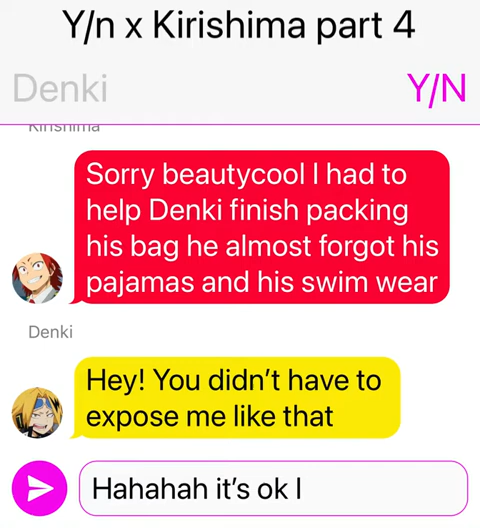 Y/n x Kirishima part 4
Denki
Y/N
Kirishima
Sorry beautycool I had to
help Denki finish packing
his bag he almost forgot his
pajamas and his swim wear
Denki
Hey! You didn't have to
expose me like that
Hahahah it's ok I